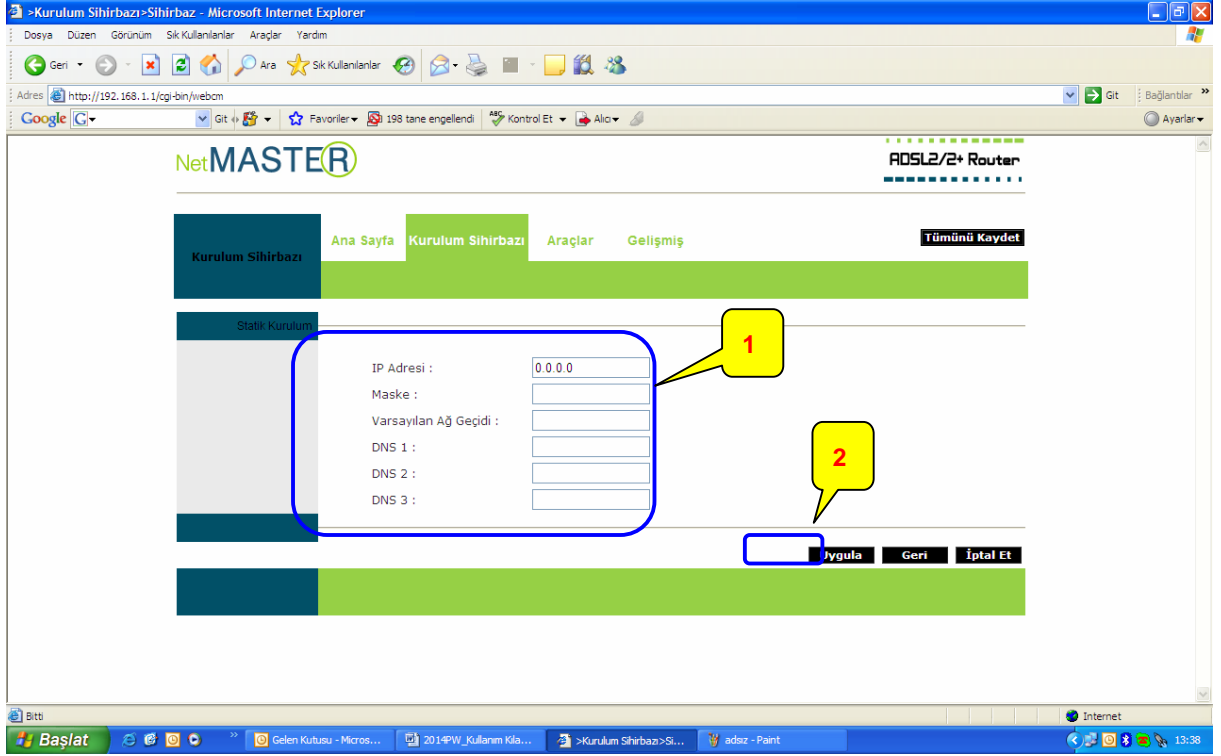 >Kurulum Sihirbazı>Sihirbaz - Microsoft Internet Explorer
Dosya Düzen Görünüm Sık Kullanılanlar Araçlar Yardım
Geri Ara Sık Kullanılanlar
Adres http://192.168.1.1/cgi-bin/webcm Git Bağlantılar »
Google G Git Favoriler 198 tane engellendi ABC Kontrol Et Alıcı Ayarlar
NetMASTER
ADSL2/2+ Router
Kurulum Sihirbazı
Ana Sayfa Kurulum Sihirbazı Araçlar Gelişmiş Tümünü Kaydet
Statik Kurulum
1
IP Adresi : 0.0.0.0
Maske :
Varsayılan Ağ Geçidi :
DNS 1 :
2
DNS 2 :
DNS 3 :
Uygula Geri İptal Et
Bitti Internet
Başlat » Gelen Kutusu - Micros... 2014PW_Kullanım Kıla... >Kurulum Sihirbazı>Si... adsız - Paint 13:38